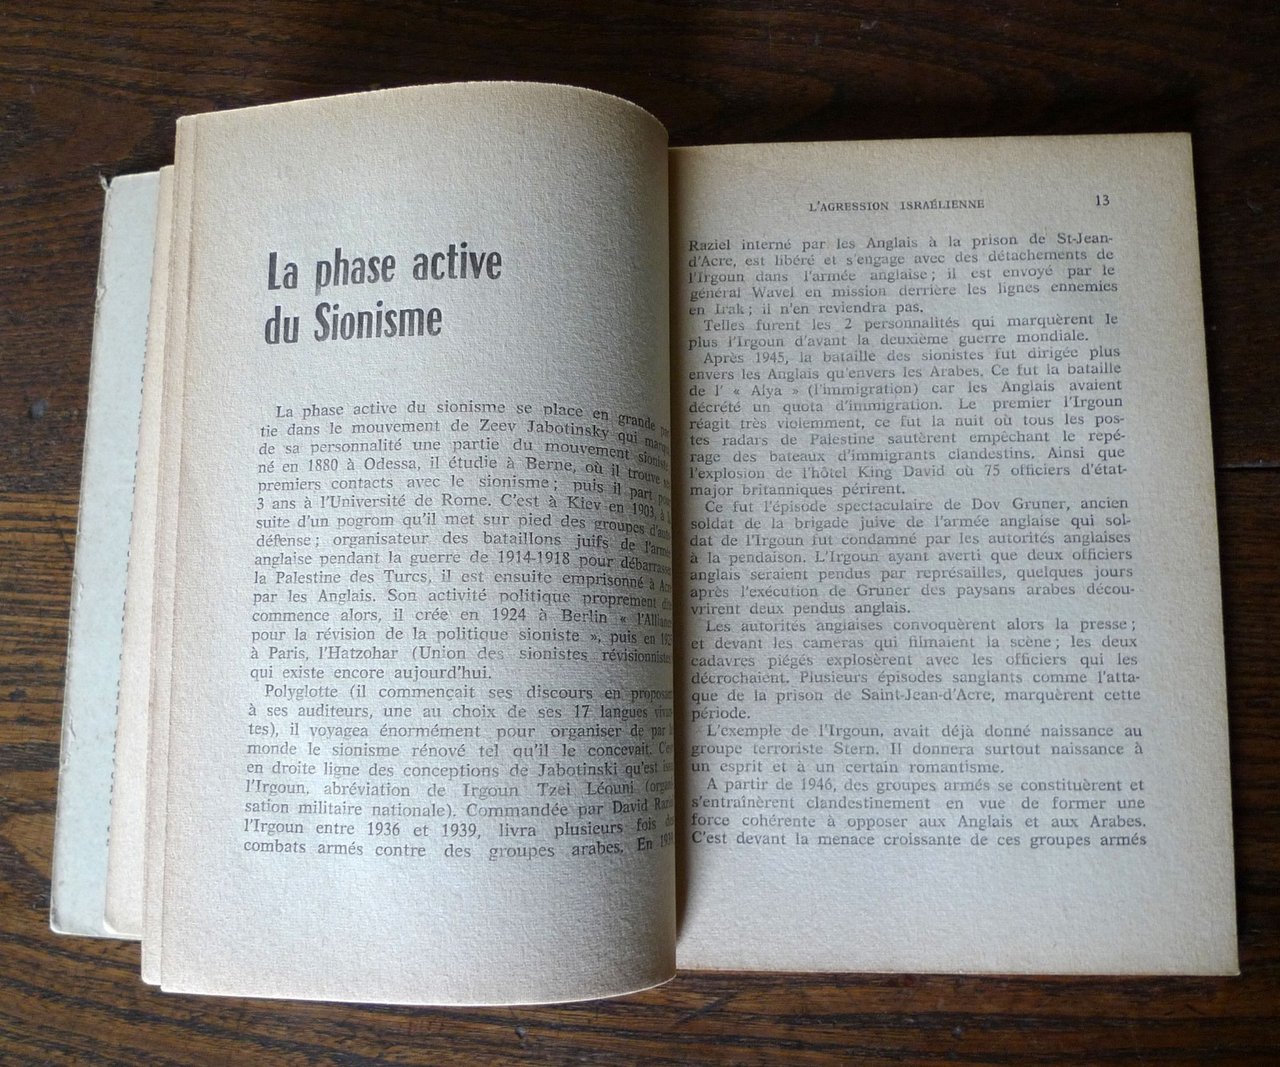 La phase active
du Sionisme
La phase active du sionisme se place en grande
tie dans le mouvement de Zeev Jabotinsky qui
de sa personnalité une partie du mouvement sioniste
né en 1880 à Odessa, il étudie à Berne, où il trouve
premiers contacts avec le sionisme ; puis il part
3 ans à l'Université de Rome. C'est à Kiev en 1903, à
suite d'un pogrom qu'il met sur pied des groupes
défense ; organisateur des bataillons juifs de
anglaise pendant la guerre de 1914-1918 pour
la Palestine des Turcs, il est ensuite emprisonné à
par les Anglais. Son activité politique proprement
commence alors, il crée en 1924 à Berlin «
pour la révision de la politique sioniste », puis en
à Paris, l'Hatzohar (Union des sionistes révisionnistes
qui existe encore aujourd'hui.
Polyglotte (il commençait ses discours en
à ses auditeurs, une au choix de ses 17 langues
tes), il voyagea énormément pour organiser de par
monde le sionisme rénové tel qu'il le concevait.
en droite ligne des conceptions de Jabotinski qu'est
l'Irgoun, abréviation de Irgoun Tzei Léouni
sation militaire nationale). Commandée par David
l'Irgoun entre 1936 et 1939, livra plusieurs fois
combats armés contre des groupes arabes. En
L'AGRESSION ISRAÉLIENNE 13
Raziel interné par les Anglais à la prison de St-Jean-
d'Acre, est libéré et s'engage avec des détachements de
l'Irgoun dans l'armée anglaise ; il est envoyé par le
général Wavel en mission derrière les lignes ennemies
en Irak ; il n'en reviendra pas.
Telles furent les 2 personnalités qui marquèrent le
plus l'Irgoun d'avant la deuxième guerre mondiale.
Après 1945, la bataille des sionistes fut dirigée plus
envers les Anglais qu'envers les Arabes. Ce fut la bataille
de l' « Alya » (l'immigration) car les Anglais avaient
décrété un quota d'immigration. Le premier l'Irgoun
réagit très violemment, ce fut la nuit où tous les pos-
tes radars de Palestine sautèrent empêchant le repé-
rage des bateaux d'immigrants clandestins. Ainsi que
l'explosion de l'hôtel King David où 75 officiers d'état-
major britanniques périrent.
Ce fut l'épisode spectaculaire de Dov Gruner, ancien
soldat de la brigade juive de l'armée anglaise qui sol-
dat de l'Irgoun fut condamné par les autorités anglaises
à la pendaison. L'Irgoun ayant averti que deux officiers
anglais seraient pendus par représailles, quelques jours
après l'exécution de Gruner des paysans arabes décou-
vrirent deux pendus anglais.
Les autorités anglaises convoquèrent alors la presse ;
et devant les cameras qui filmaient la scène ; les deux
cadavres piégés explosèrent avec les officiers qui les
décrochaient. Plusieurs épisodes sanglants comme l'atta-
que de la prison de Saint-Jean-d'Acre, marquèrent cette
période.
L'exemple de l'Irgoun, avait déjà donné naissance au
groupe terroriste Stern. Il donnera surtout naissance à
un esprit et à un certain romantisme.
A partir de 1946, des groupes armés se constituèrent et
s'entraînèrent clandestinement en vue de former une
force cohérente à opposer aux Anglais et aux Arabes.
C'est devant la menace croissante de ces groupes armés